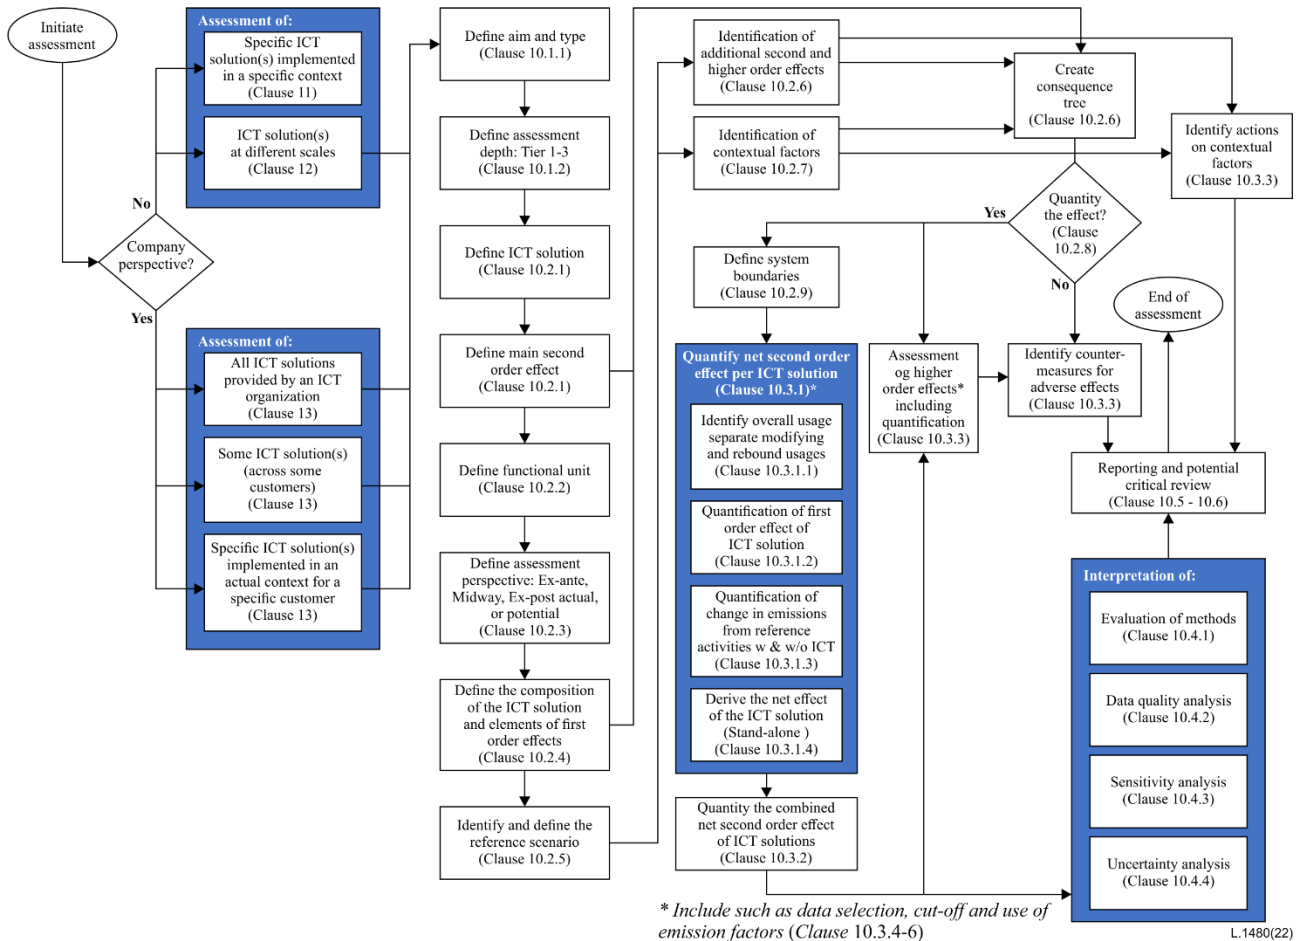 Initiate
assessment
Company
perspective?
No
Yes
Assessment of:
Specific ICT
solution(s) implemented
in a specific context
(Clause 11)
ICT solution(s)
at different scales
(Clause 12)
Assessment of:
All ICT solutions
provided by an ICT
organization
(Clause 13)
Some ICT solution(s)
(across some
customers)
(Clause 13)
Specific ICT solution(s)
implemented in an
actual context for a
specific customer
(Clause 13)
Define aim and type
(Clause 10.1.1)
Define assessment
depth: Tier 1-3
(Clause 10.1.2)
Define ICT solution
(Clause 10.2.1)
Define main second
order effect
(Clause 10.2.1)
Define functional unit
(Clause 10.2.2)
Define assessment
perspective: Ex-ante,
Midway, Ex-post actual,
or potential
(Clause 10.2.3)
Define the composition
of the ICT solution
and elements of first
order effects
(Clause 10.2.4)
Identify and define the
reference scenario
(Clause 10.2.5)
Identification of
additional second and
higher order effects
(Clause 10.2.6)
Identification of
contextual factors
(Clause 10.2.7)
Create
consequence
tree
(Clause 10.2.6)
Identify actions
on contextual
factors
(Clause 10.3.3)
Quantity
the effect?
(Clause
10.2.8)
Yes
No
Define system
boundaries
(Clause 10.2.9)
Quantify net second order
effect per ICT solution
(Clause 10.3.1)*
Identify overall usage
separate modifying
and rebound usages
(Clause 10.3.1.1)
Quantification of first
order effect of
ICT solution
(Clause 10.3.1.2)
Quantification of
change in emissions
from reference
activities w & w/o ICT
(Clause 10.3.1.3)
Derive the net effect
of the ICT solution
(Stand-alone )
(Clause 10.3.1.4)
Quantity the combined
net second order effect
of ICT solutions
(Clause 10.3.2)
Assessment
og higher
order effects*
including
quantification
(Clause 10.3.3)
Identify counter-
measures for
adverse effects
(Clause 10.3.3)
End of
assessment
Reporting and potential
critical review
(Clause 10.5 - 10.6)
Interpretation of:
Evaluation of methods
(Clause 10.4.1)
Data quality analysis
(Clause 10.4.2)
Sensitivity analysis
(Clause 10.4.3)
Uncertainty analysis
(Clause 10.4.4)
* Include such as data selection, cut-off and use of
emission factors (Clause 10.3.4-6)
L.1480(22)